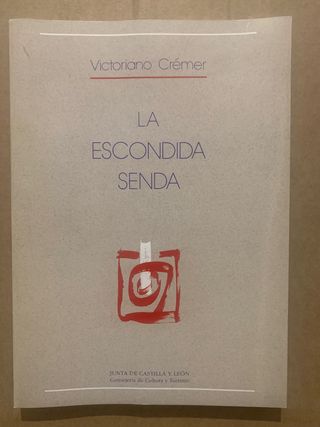 Victoriano Crémer
LA
ESCONDIDA
SENDA
JUNTA DE CASTILLA Y LEÓN
Consejería de Cultura y Turismo